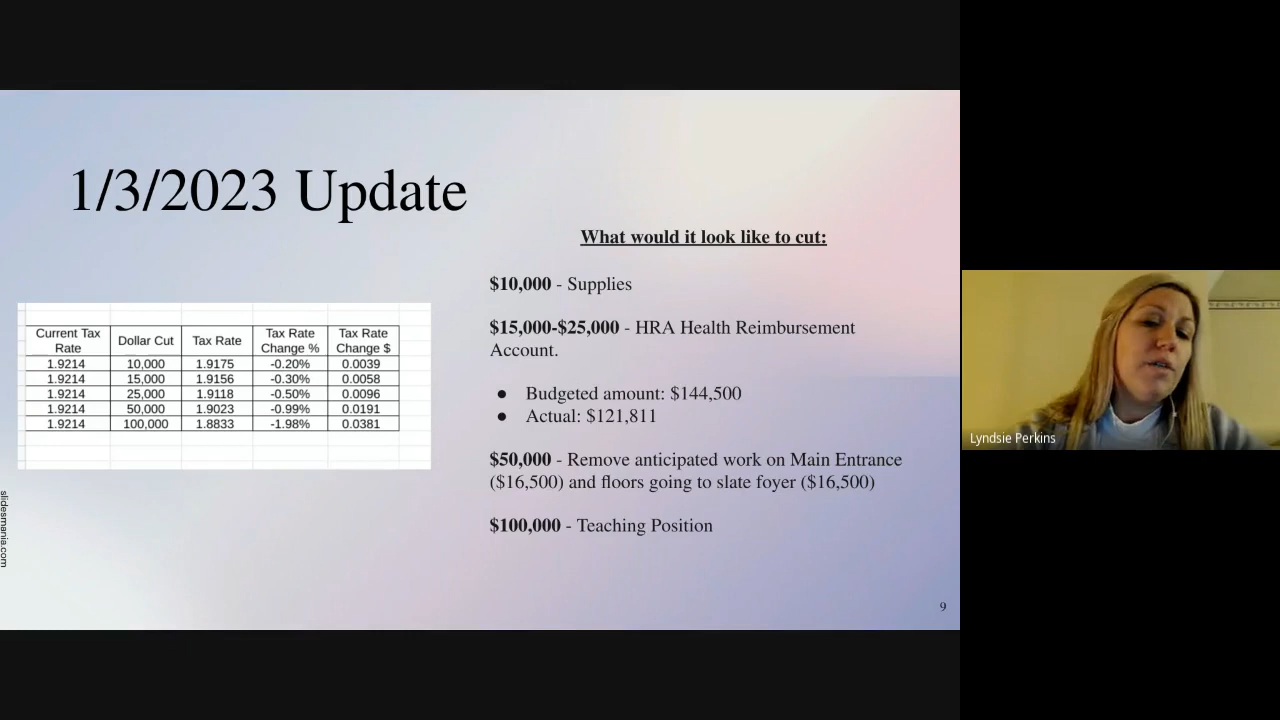 1/3/2023 Update
What would it look like to cut:
$10,000 - Supplies
$15,000-$25,000 - HRA Health Reimbursement
Account.
● Budgeted amount: $144,500
● Actual: $121,811
$50,000 - Remove anticipated work on Main Entrance
($16,500) and floors going to slate foyer ($16,500)
$100,000 - Teaching Position
Current Tax Rate Dollar Cut Tax Rate Tax Rate Change % Tax Rate Change $
1.9214 10,000 1.9175 -0.20% 0.0039
1.9214 15,000 1.9156 -0.30% 0.0058
1.9214 25,000 1.9118 -0.50% 0.0096
1.9214 50,000 1.9023 -0.99% 0.0191
1.9214 100,000 1.8833 -1.98% 0.0381
slidesmania.com
9
Lyndsie Perkins